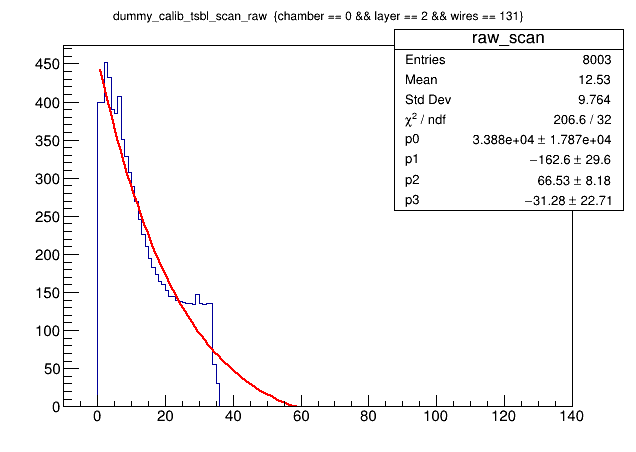 dummy_calib_tsbl_scan_raw {chamber == 0 && layer == 2 && wires == 131}
raw_scan
Entries 8003
Mean 12.53
Std Dev 9.764
χ² / ndf 206.6 / 32
p0 3.388e+04 ± 1.787e+04
p1 −162.6 ± 29.6
p2 66.53 ± 8.18
p3 −31.28 ± 22.71
450
400
350
300
250
200
150
100
50
0
0 20 40 60 80 100 120 140